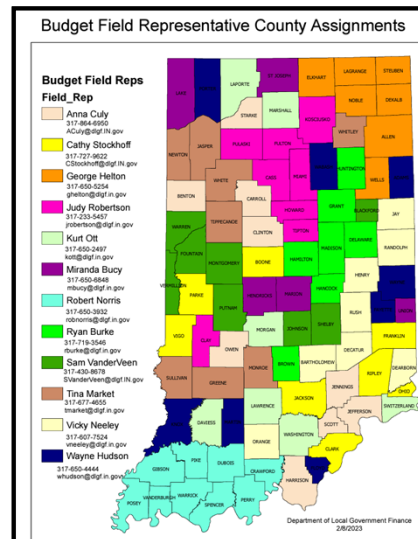 Budget Field Representative County Assignments
Budget Field Reps
Field_Rep
Anna Culy
317-864-6950
ACuly@dlgf.IN.gov
Cathy Stockhoff
317-727-9622
CStockhoff@dlgf.IN.gov
George Helton
317-650-5254
ghelton@dlgf.in.gov
Judy Robertson
317-233-5457
jrobertson@dlgf.in.gov
Kurt Ott
317-650-2497
kott@dlgf.in.gov
Miranda Bucy
317-650-6848
mbucy@dlgf.in.gov
Robert Norris
317-650-3932
robnorris@dlgf.in.gov
Ryan Burke
317-719-3546
rburke@dlgf.in.gov
Sam VanderVeen
317-430-8678
SVanderVeen@dlgf.IN.gov
Tina Market
317-677-4655
tmarket@dlgf.in.gov
Vicky Neeley
317-607-7524
vneeley@dlgf.in.gov
Wayne Hudson
317-650-4444
whudson@dlgf.in.gov
LAKE
LAPORTE
ST JOSEPH
ELKHART
LAGRANGE
STEUBEN
NOBLE
DEKALB
STARKE
MARSHALL
KOSCIUSKO
WHITLEY
ALLEN
NEWTON
JASPER
PULASKI
FULTON
HUNTINGTON
WELLS
WHITE
CASS
MIAMI
BENTON
CARROLL
HOWARD
GRANT
BLACKFORD
JAY
WARREN
TIPPECANOE
CLINTON
TIPTON
DELAWARE
RANDOLPH
FOUNTAIN
MONTGOMERY
BOONE
HAMILTON
MADISON
HENRY
VERMILLION
PARKE
PUTNAM
HENDRICKS
MARION
HANCOCK
RUSH
VIGO
CLAY
OWEN
MORGAN
JOHNSON
SHELBY
DECATUR
FRANKLIN
SULLIVAN
GREENE
MONROE
BROWN
BARTHOLOMEW
RIPLEY
DEARBORN
OHIO
JENNINGS
JACKSON
JEFFERSON
SWITZERLAND
DAVIESS
LAWRENCE
SCOTT
WASHINGTON
ORANGE
CLARK
GIBSON
PIKE
DUBOIS
CRAWFORD
HARRISON
POSEY
VANDERBURGH
WARRICK
SPENCER
PERRY
Department of Local Government Finance
2/8/2023